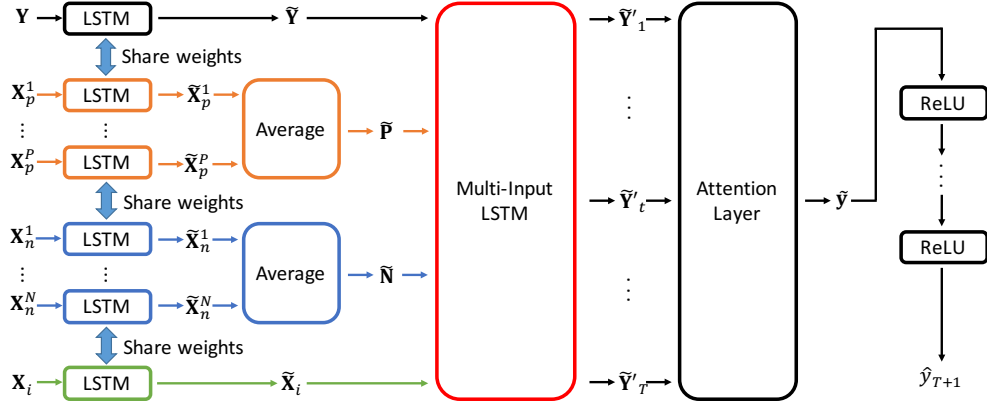 Y LSTM Ỹ
Share weights
X_p^1 LSTM X̃_p^1
⋮ ⋮ Average P̃
X_p^P LSTM X̃_p^P
Share weights
X_n^1 LSTM X̃_n^1
⋮ ⋮ Average Ñ
X_n^N LSTM X̃_n^N
Share weights
X_i LSTM X̃_i
Multi-Input
LSTM
Ỹ'_1
⋮
Ỹ'_t
⋮
Ỹ'_T
Attention
Layer
ỹ
ReLU
⋮
ReLU
ŷ_{T+1}